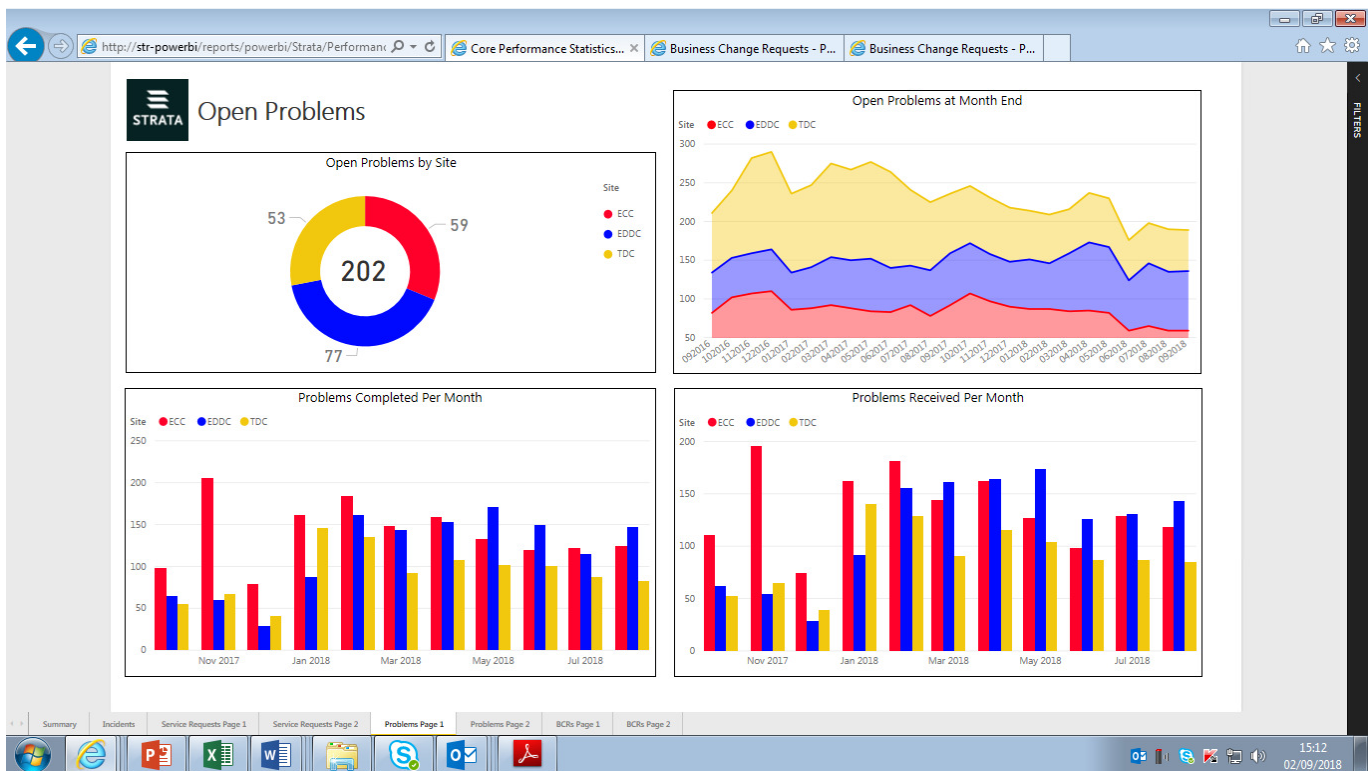 http://str-powerbi/reports/powerbi/Strata/Performanc
Core Performance Statistics...
Business Change Requests - P...
Business Change Requests - P...
FILTERS
STRATA
Open Problems
Open Problems by Site
53
59
202
77
Site
ECC
EDDC
TDC
Open Problems at Month End
Site ECC EDDC TDC
300
250
200
150
100
50
092016 102016 112016 122016 012017 022017 032017 042017 052017 062017 072017 082017 092017 102017 112017 122017 012018 022018 032018 042018 052018 062018 072018 082018 092018
Problems Completed Per Month
Site ECC EDDC TDC
250
200
150
100
50
0
Nov 2017 Jan 2018 Mar 2018 May 2018 Jul 2018
Problems Received Per Month
Site ECC EDDC TDC
200
150
100
50
0
Nov 2017 Jan 2018 Mar 2018 May 2018 Jul 2018
Summary Incidents Service Requests Page 1 Service Requests Page 2 Problems Page 1 Problems Page 2 BCRs Page 1 BCRs Page 2
15:12
02/09/2018